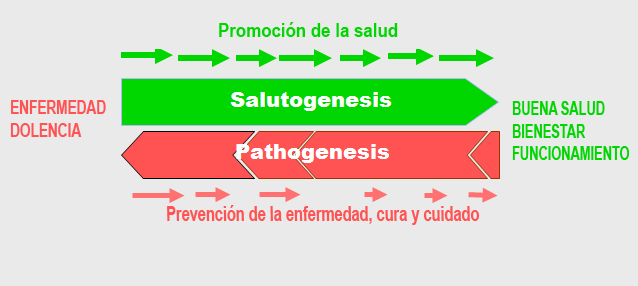 Promoción de la salud
Salutogenesis
ENFERMEDAD
DOLENCIA
BUENA SALUD
BIENESTAR
FUNCIONAMIENTO
Pathogenesis
Prevención de la enfermedad, cura y cuidado